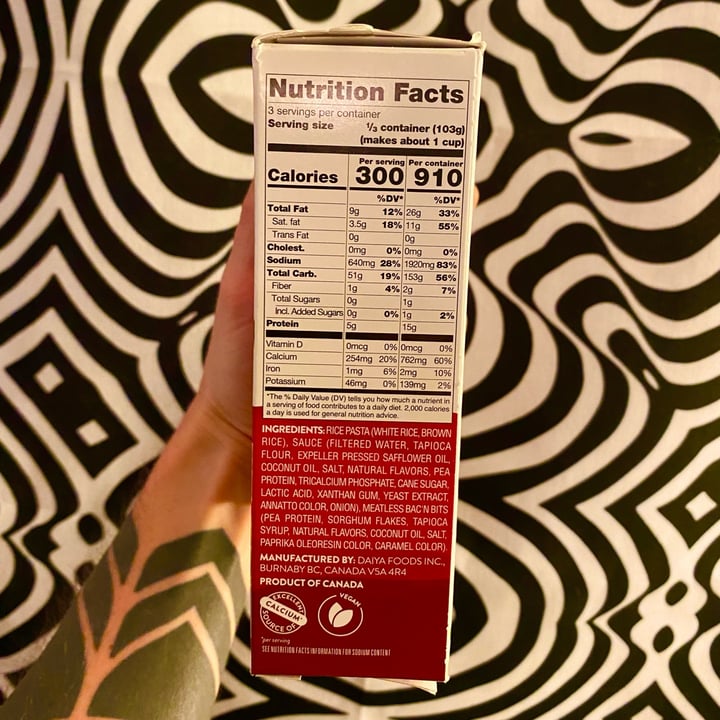 Nutrition Facts
3 servings per container
Serving size ⅓ container (103g)
(makes about 1 cup)
Per serving Per container
Calories 300 910
%DV* %DV*
Total Fat 9g 12% 26g 33%
Sat. fat 3.5g 18% 11g 55%
Trans Fat 0g 0g
Cholest. 0mg 0% 0mg 0%
Sodium 640mg 28% 1920mg 83%
Total Carb. 51g 19% 153g 56%
Fiber 1g 4% 2g 7%
Total Sugars 0g 1g
Incl. Added Sugars 0g 0% 1g 2%
Protein 5g 15g
Vitamin D 0mcg 0% 0mcg 0%
Calcium 254mg 20% 762mg 60%
Iron 1mg 6% 2mg 10%
Potassium 46mg 0% 139mg 2%
*The % Daily Value (DV) tells you how much a nutrient in
a serving of food contributes to a daily diet. 2,000 calories
a day is used for general nutrition advice.
INGREDIENTS: RICE PASTA (WHITE RICE, BROWN
RICE), SAUCE (FILTERED WATER, TAPIOCA
FLOUR, EXPELLER PRESSED SAFFLOWER OIL,
COCONUT OIL, SALT, NATURAL FLAVORS, PEA
PROTEIN, TRICALCIUM PHOSPHATE, CANE SUGAR,
LACTIC ACID, XANTHAN GUM, YEAST EXTRACT,
ANNATTO COLOR, ONION), MEATLESS BAC'N BITS
(PEA PROTEIN, SORGHUM FLAKES, TAPIOCA
SYRUP, NATURAL FLAVORS, COCONUT OIL, SALT,
PAPRIKA OLEORESIN COLOR, CARAMEL COLOR).
MANUFACTURED BY: DAIYA FOODS INC.,
BURNABY BC, CANADA V5A 4R4
PRODUCT OF CANADA
EXCELLENT
CALCIUM*
SOURCE OF
VEGAN
*per serving
SEE NUTRITION FACTS INFORMATION FOR SODIUM CONTENT